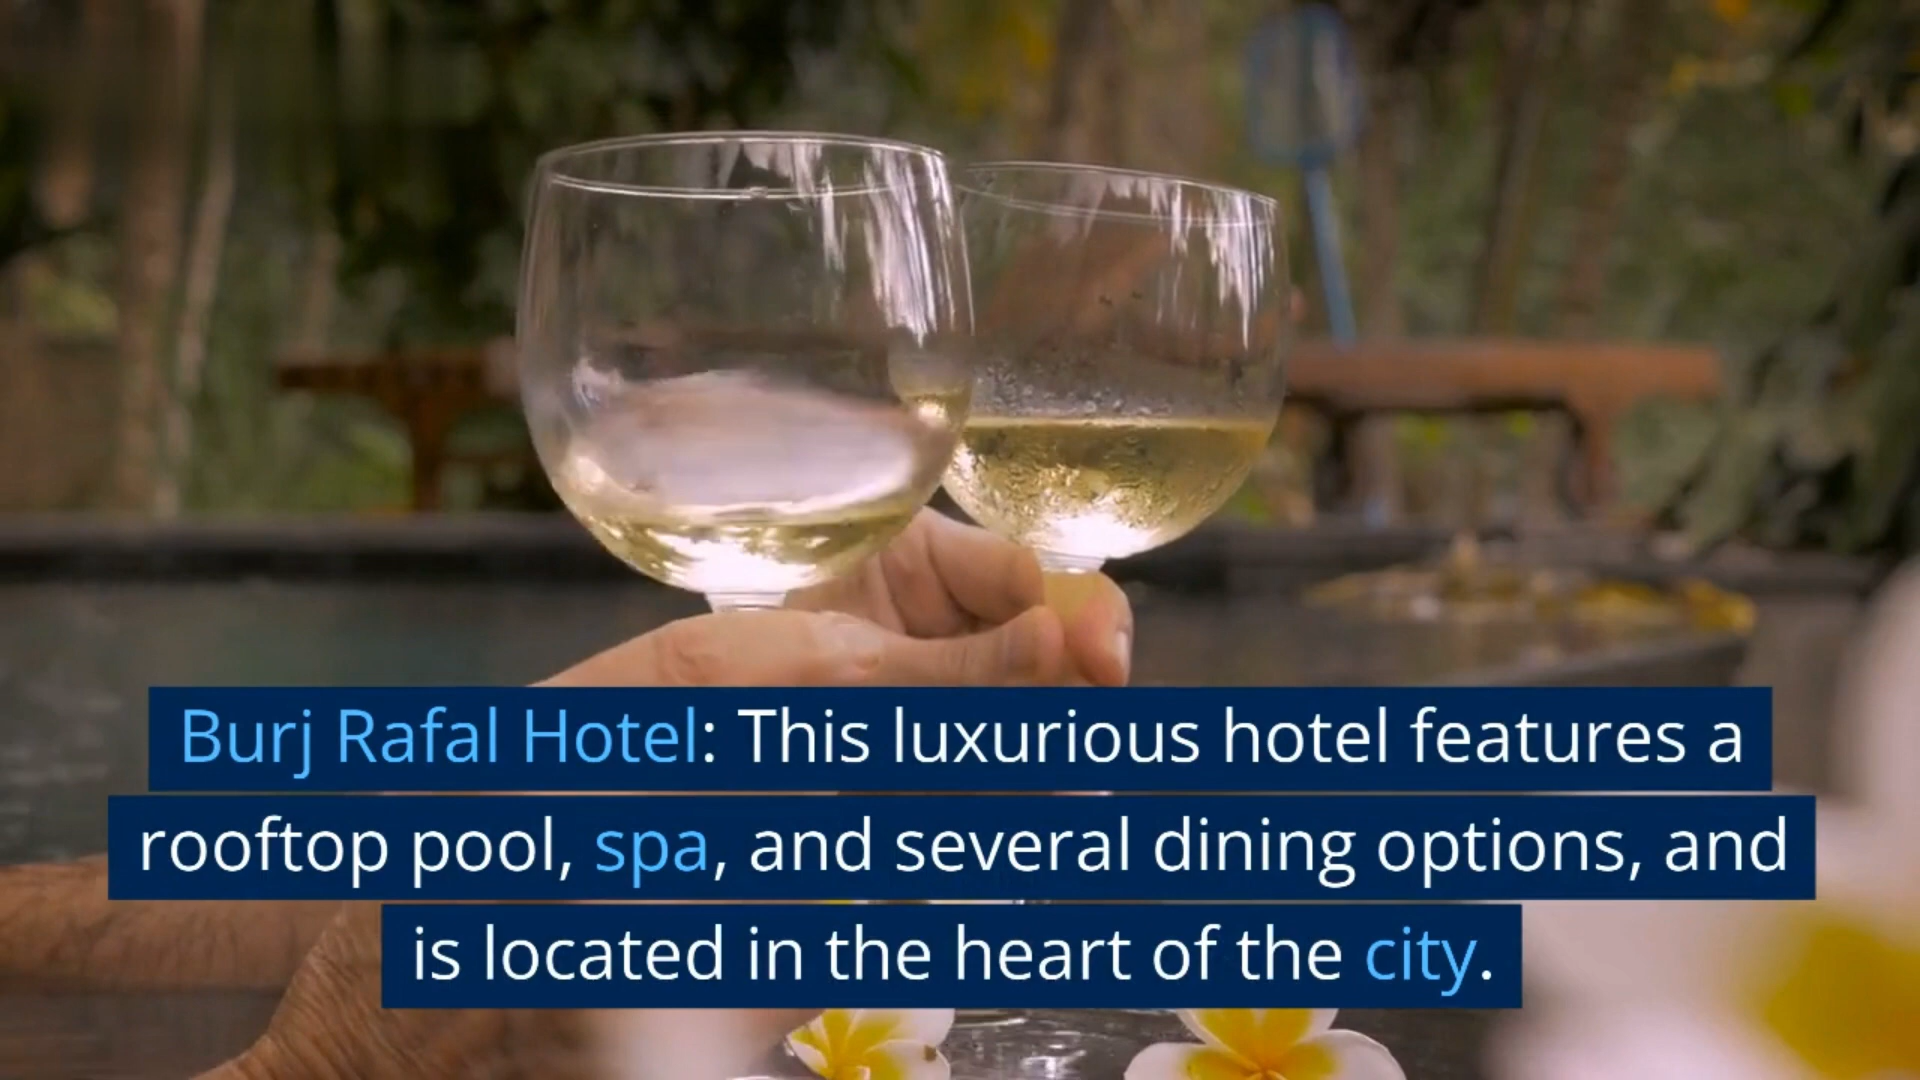 Burj Rafal Hotel: This luxurious hotel features a
rooftop pool, spa, and several dining options, and
is located in the heart of the city.